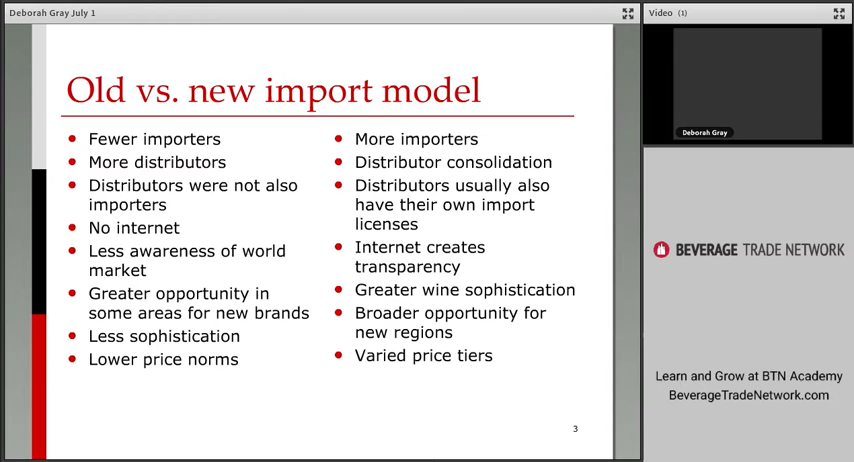 Deborah Gray July 1
Video (1)
Old vs. new import model
Fewer importers
More distributors
Distributors were not also
importers
No internet
Less awareness of world
market
Greater opportunity in
some areas for new brands
Less sophistication
Lower price norms
More importers
Distributor consolidation
Distributors usually also
have their own import
licenses
Internet creates
transparency
Greater wine sophistication
Broader opportunity for
new regions
Varied price tiers
3
Deborah Gray
BEVERAGE TRADE NETWORK
Learn and Grow at BTN Academy
BeverageTradeNetwork.com